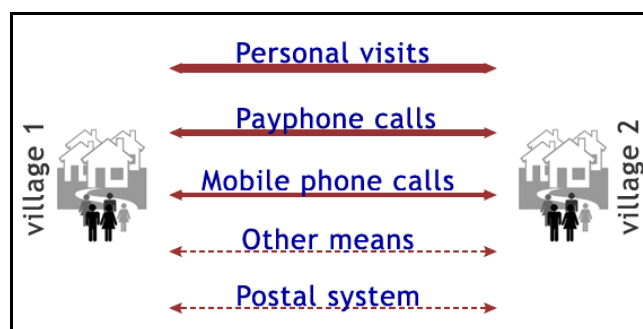 village 1
Personal visits
Payphone calls
Mobile phone calls
Other means
Postal system
village 2